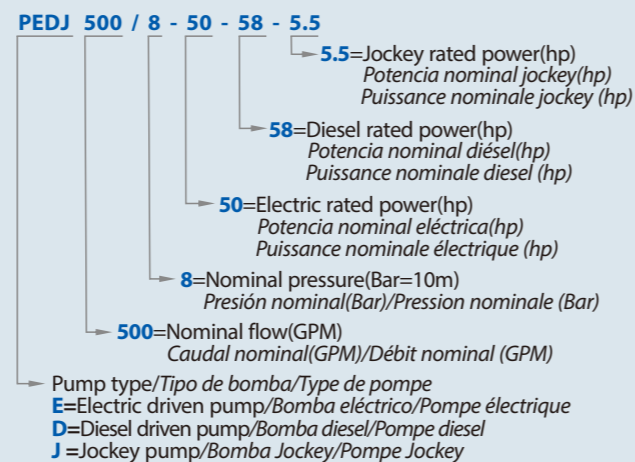 PEDJ 500 / 8 - 50 - 58 - 5.5
5.5=Jockey rated power(hp)
Potencia nominal jockey(hp)
Puissance nominale jockey (hp)
58=Diesel rated power(hp)
Potencia nominal diésel(hp)
Puissance nominale diesel (hp)
50=Electric rated power(hp)
Potencia nominal eléctrica(hp)
Puissance nominale électrique (hp)
8=Nominal pressure(Bar=10m)
Presión nominal(Bar)/Pression nominale (Bar)
500=Nominal flow(GPM)
Caudal nominal(GPM)/Débit nominal (GPM)
Pump type/Tipo de bomba/Type de pompe
E=Electric driven pump/Bomba eléctrico/Pompe électrique
D=Diesel driven pump/Bomba diesel/Pompe diesel
J =Jockey pump/Bomba Jockey/Pompe Jockey